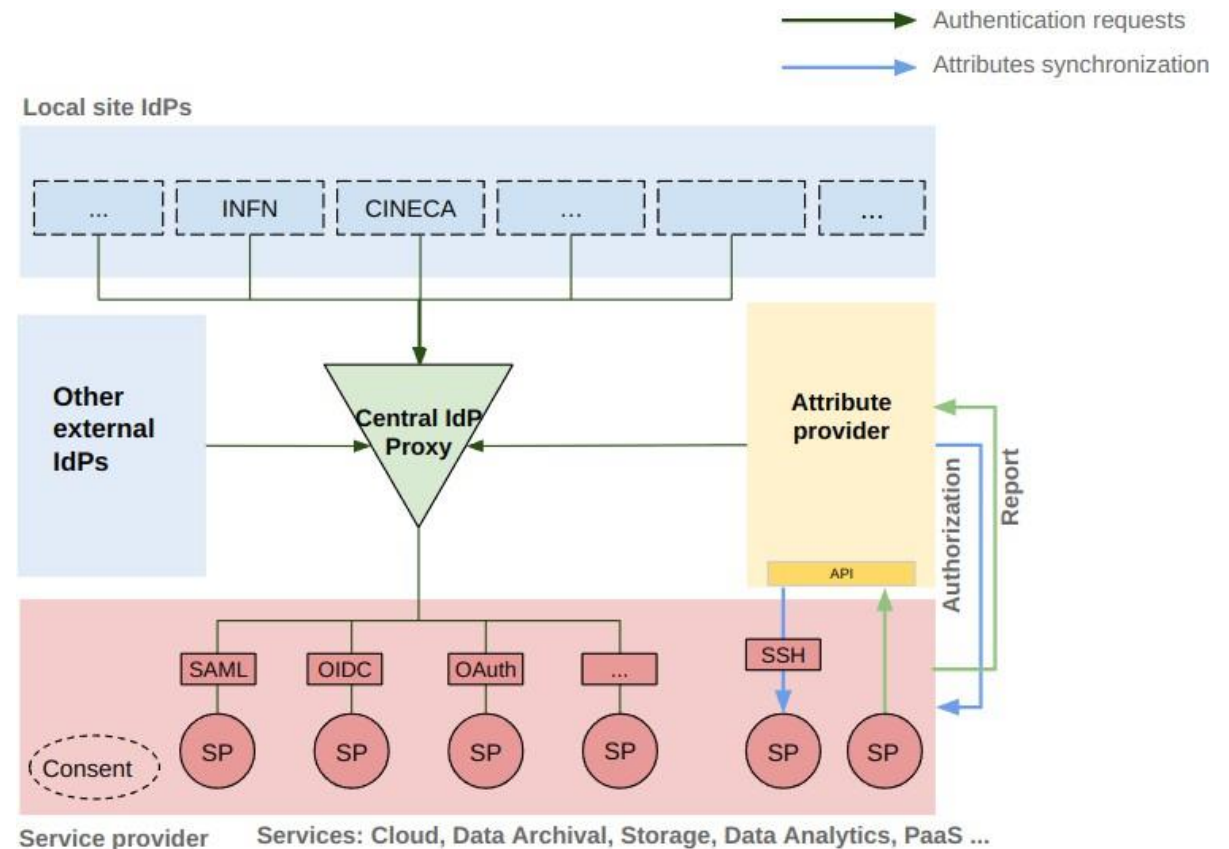 Authentication requests
Attributes synchronization
Local site IdPs
...
INFN
CINECA
...
...
Other
external
IdPs
Central IdP
Proxy
Attribute
provider
API
Authorization
Report
SAML
OIDC
OAuth
...
SSH
SP
SP
SP
SP
SP
SP
Consent
Service provider
Services: Cloud, Data Archival, Storage, Data Analytics, PaaS ...